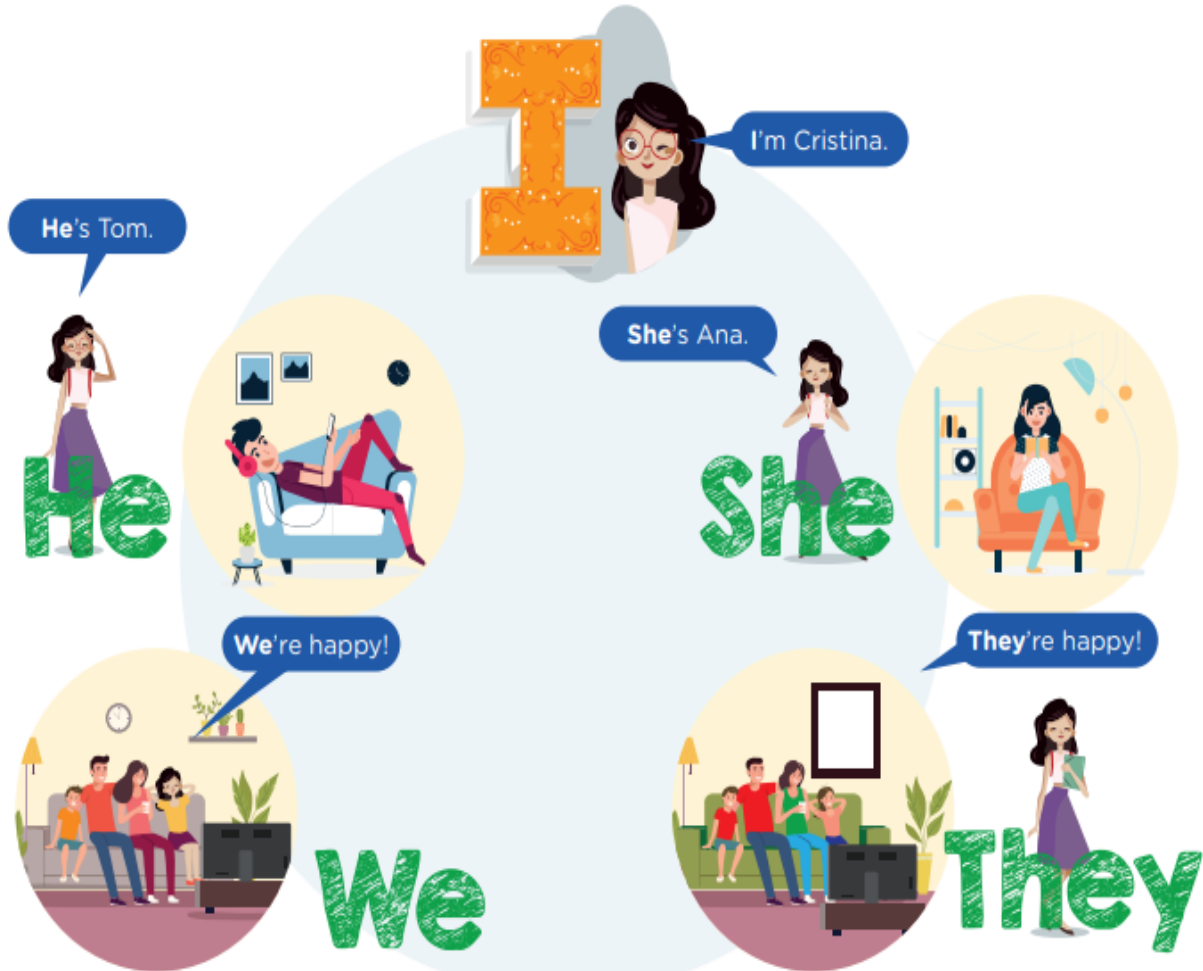 I
I'm Cristina.
He's Tom.
She's Ana.
He
She
We're happy!
They're happy!
We
They